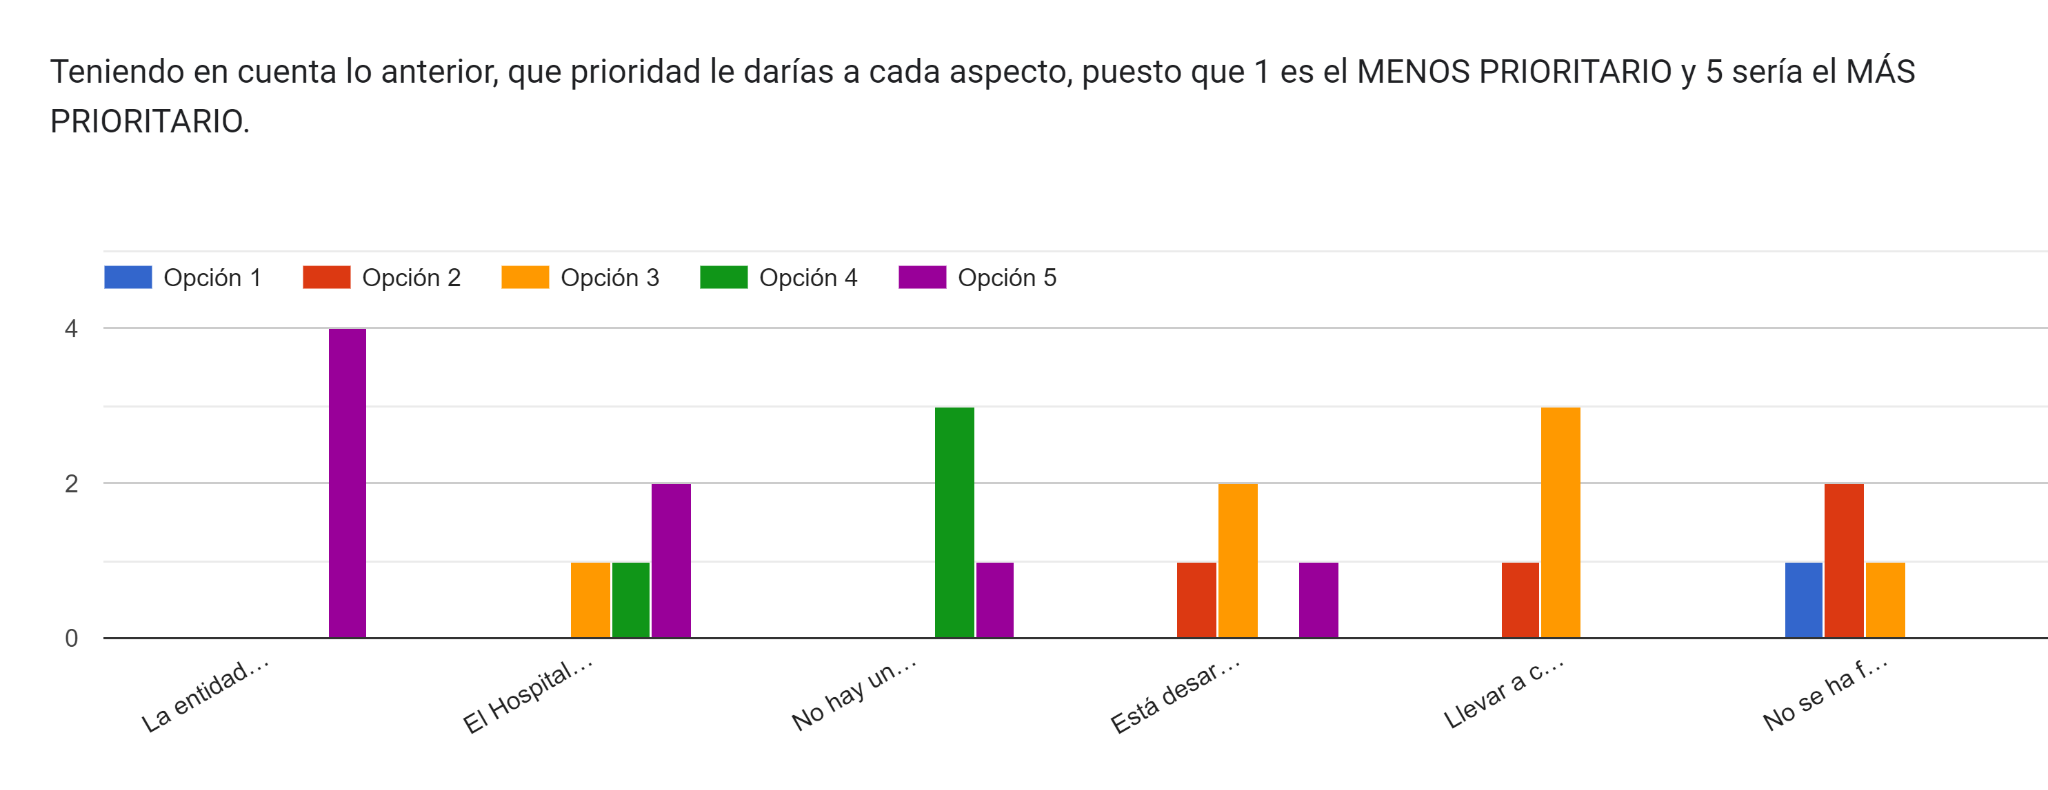 Teniendo en cuenta lo anterior, que prioridad le darías a cada aspecto, puesto que 1 es el MENOS PRIORITARIO y 5 sería el MÁS
PRIORITARIO.
Opción 1
Opción 2
Opción 3
Opción 4
Opción 5
4
2
0
La entidad…
El Hospital…
No hay un…
Está desar…
Llevar a c…
No se ha f…